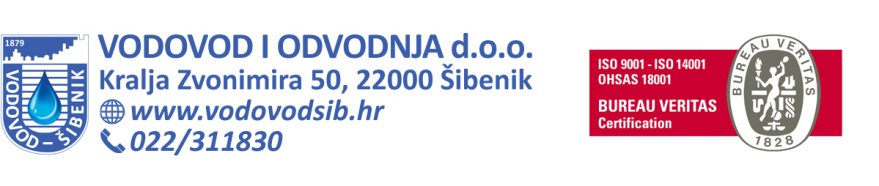 1879
VODOVOD – ŠIBENIK
VODOVOD I ODVODNJA d.o.o.
Kralja Zvonimira 50, 22000 Šibenik
www.vodovodsib.hr
022/311830
ISO 9001 - ISO 14001
OHSAS 18001
BUREAU VERITAS
Certification
BUREAU VERITAS
1828